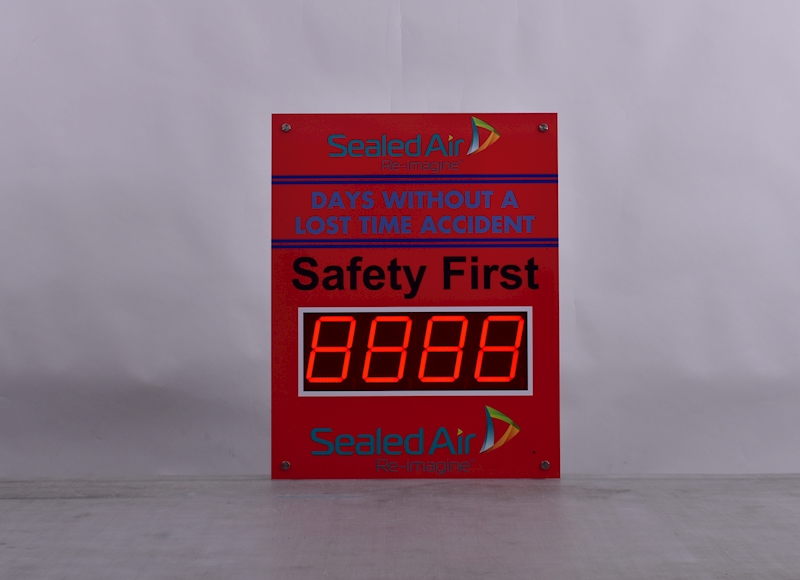 Sealed Air
Re-imagine
DAYS WITHOUT A
LOST TIME ACCIDENT
Safety First
8888
Sealed Air
Re-imagine